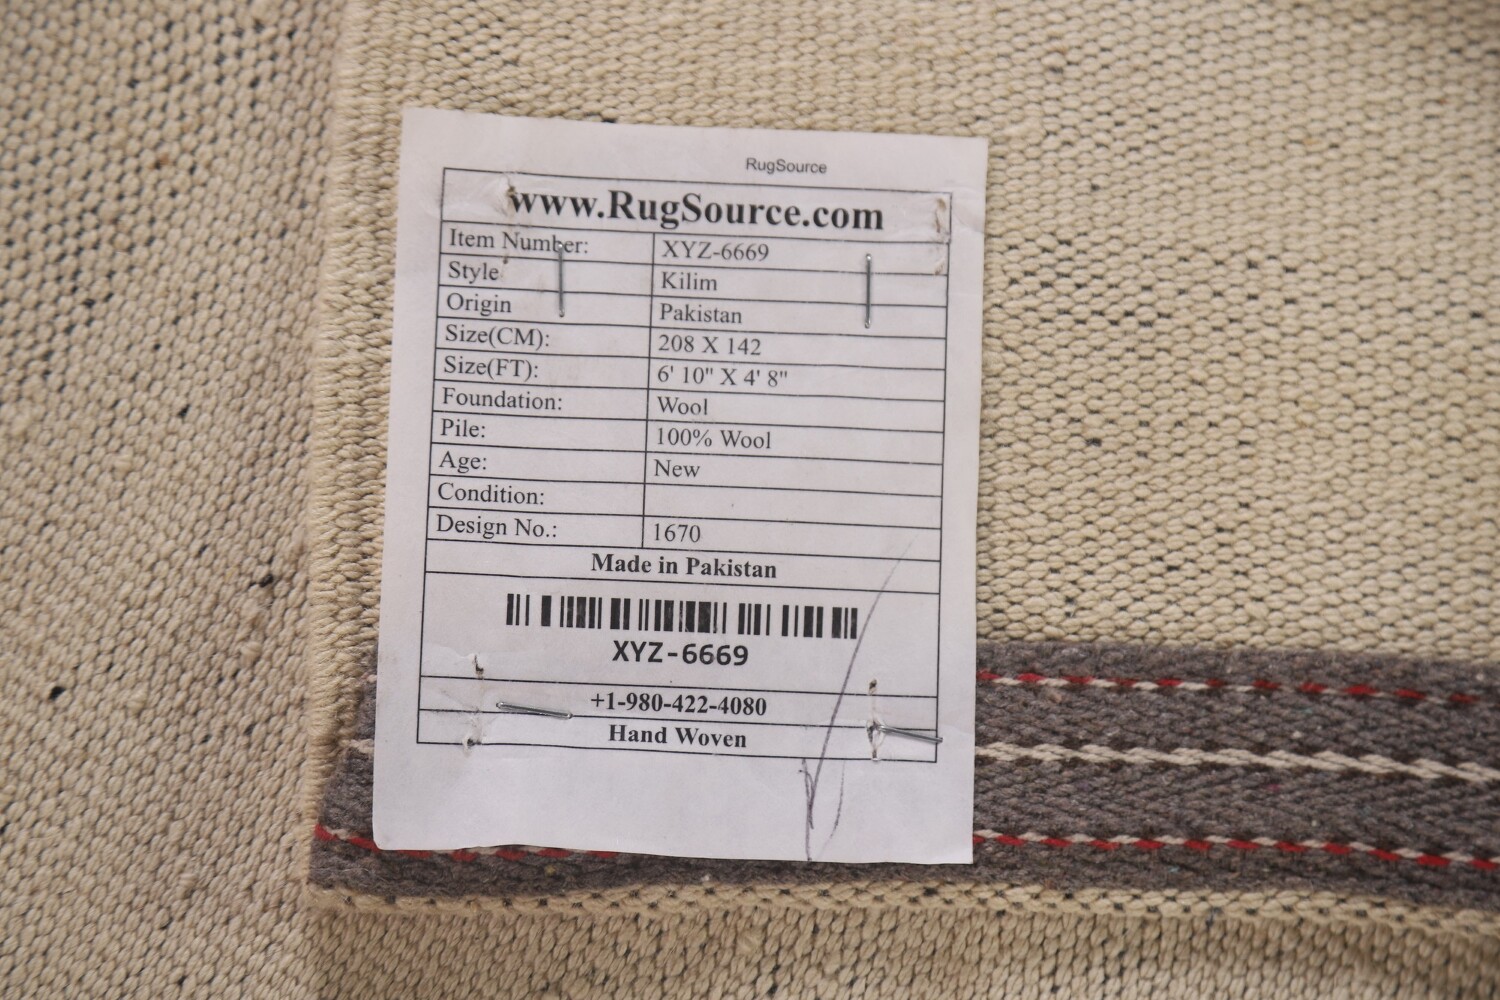 RugSource
www.RugSource.com
Item Number: XYZ-6669
Style Kilim
Origin Pakistan
Size(CM): 208 X 142
Size(FT): 6' 10" X 4' 8"
Foundation: Wool
Pile: 100% Wool
Age: New
Condition:
Design No.: 1670
Made in Pakistan
XYZ-6669
+1-980-422-4080
Hand Woven